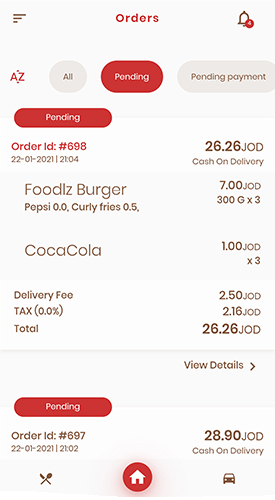 Orders
4
AZ
All
Pending
Pending payment
Pending
Order Id: #698
26.26JOD
22-01-2021 | 21:04
Cash On Delivery
Foodlz Burger
7.00JOD
Pepsi 0.0, Curly fries 0.5,
300 G x 3
CocaCola
1.00JOD
x 3
Delivery Fee
2.50JOD
TAX (0.0%)
2.16JOD
Total
26.26JOD
View Details
Pending
Order Id: #697
28.90JOD
22-01-2021 | 21:02
Cash On Delivery